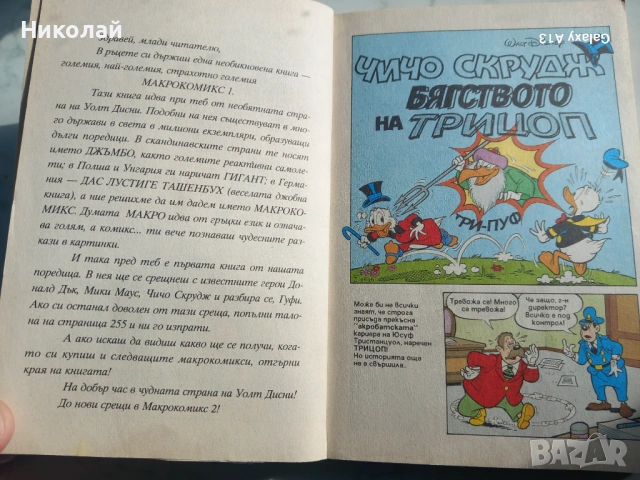 Николай
Galaxy A13
Здравей, млади читателю,
В ръцете си държиш една необикновена книга —
голяма, най-голяма, страхотно голяма
МАКРОКОМИКС 1.
Тази книга идва при теб от необятната стра-
на на Уолт Дисни. Подобни на нея съществуват в мно-
го държави в света в милиони екземпляри, образуващи
дълги поредици. В скандинавските страни те носят
името ДЖЪМБО, както големите реактивни самоле-
ти; в Полша и Унгария ги наричат ГИГАНТ; в Герма-
ния — ДАС ЛУСТИГЕ ТАШЕНБУХ (веселата джобна
книга), а ние решихме да им дадем името МАКРОКО-
МИКС. Думата МАКРО идва от гръцки език и означа-
ва голям, а комикс... ти вече познаваш чудесните раз-
кази в картинки.
И така пред теб е първата книга от нашата
поредица. В нея ще се срещнеш с известните герои До-
налд Дък, Мики Маус, Чичо Скрудж и разбира се, Гуфи.
Ако си останал доволен от тази среща, попълни тало-
на на страница 255 и ни го изпрати.
А ако искаш да видиш какво ще се получи, кога-
то си купиш и следващите макрокомикси, отгърни
края на книгата!
На добър час в чудната страна на Уолт Дисни!
До нови срещи в Макрокомикс 2!
ЧИЧО СКРУДЖ
БЯГСТВОТО
НА ТРИЦОП
ТРИ-ПУФ
Може би не всички
знаят, че строга
присъда прекъсна
"акробатската"
кариера на Юсуф
Тристанцуол, наречен
ТРИЦОП!
Но историята още
не е свършила.
Тревожа се! Много
се тревожа!
Че защо, г-н
директор?
Всичко е под
контрол!
BAZAR